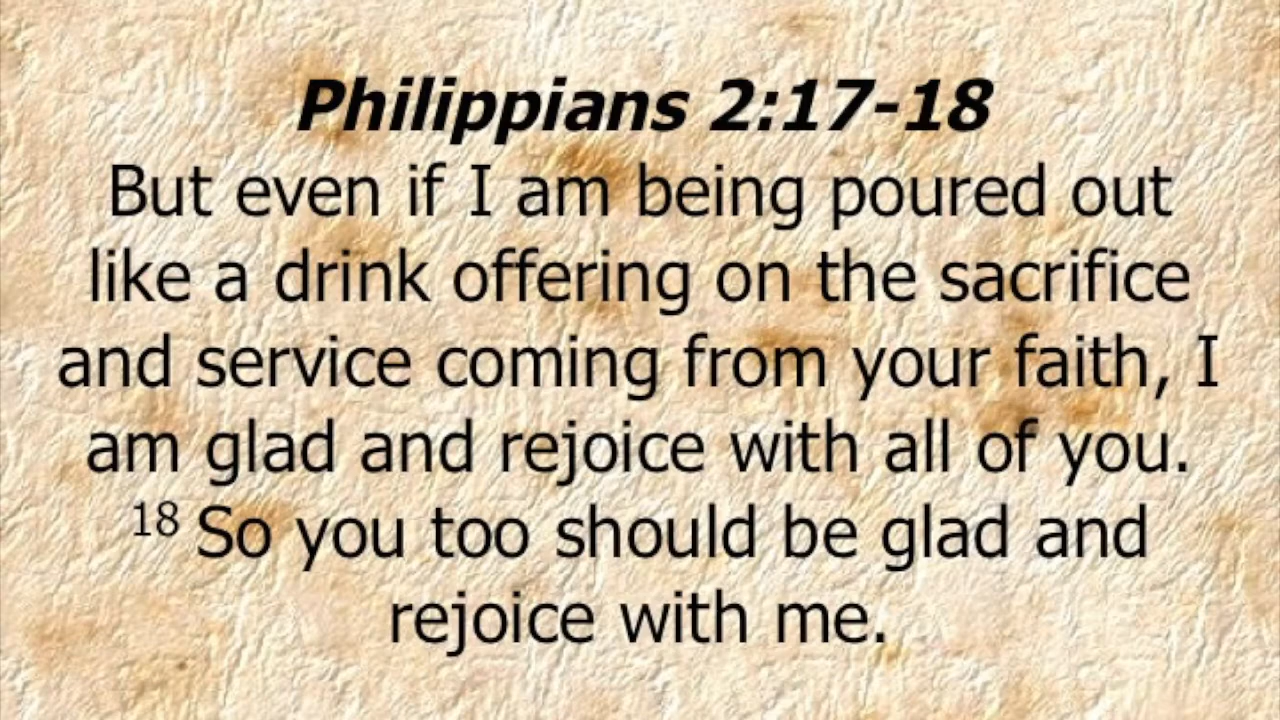 Philippians 2:17-18
But even if I am being poured out
like a drink offering on the sacrifice
and service coming from your faith, I
am glad and rejoice with all of you.
18 So you too should be glad and
rejoice with me.